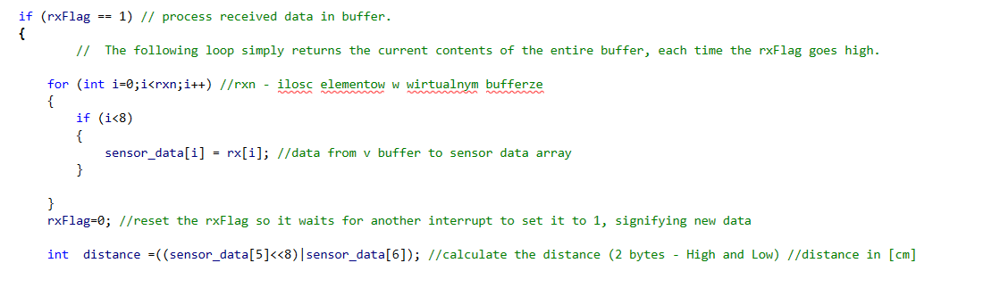 if (rxFlag == 1) // process received data in buffer.
{
// The following loop simply returns the current contents of the entire buffer, each time the rxFlag goes high.
for (int i=0;i<rxn;i++) //rxn - ilosc elementow w wirtualnym bufferze
{
if (i<8)
{
sensor_data[i] = rx[i]; //data from v buffer to sensor data array
}
}
rxFlag=0; //reset the rxFlag so it waits for another interrupt to set it to 1, signifying new data
int distance =((sensor_data[5]<<8)|sensor_data[6]); //calculate the distance (2 bytes - High and Low) //distance in [cm]